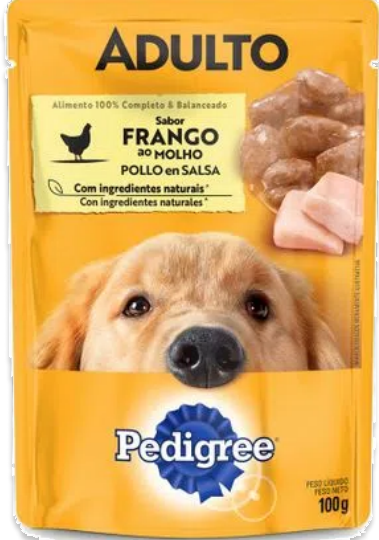 ADULTO
Alimento 100% Completo & Balanceado
Sabor
FRANGO
ao MOLHO
POLLO en SALSA
Com ingredientes naturais*
Con ingredientes naturales*
Pedigree
PESO LÍQUIDO
PESO NETO
100g